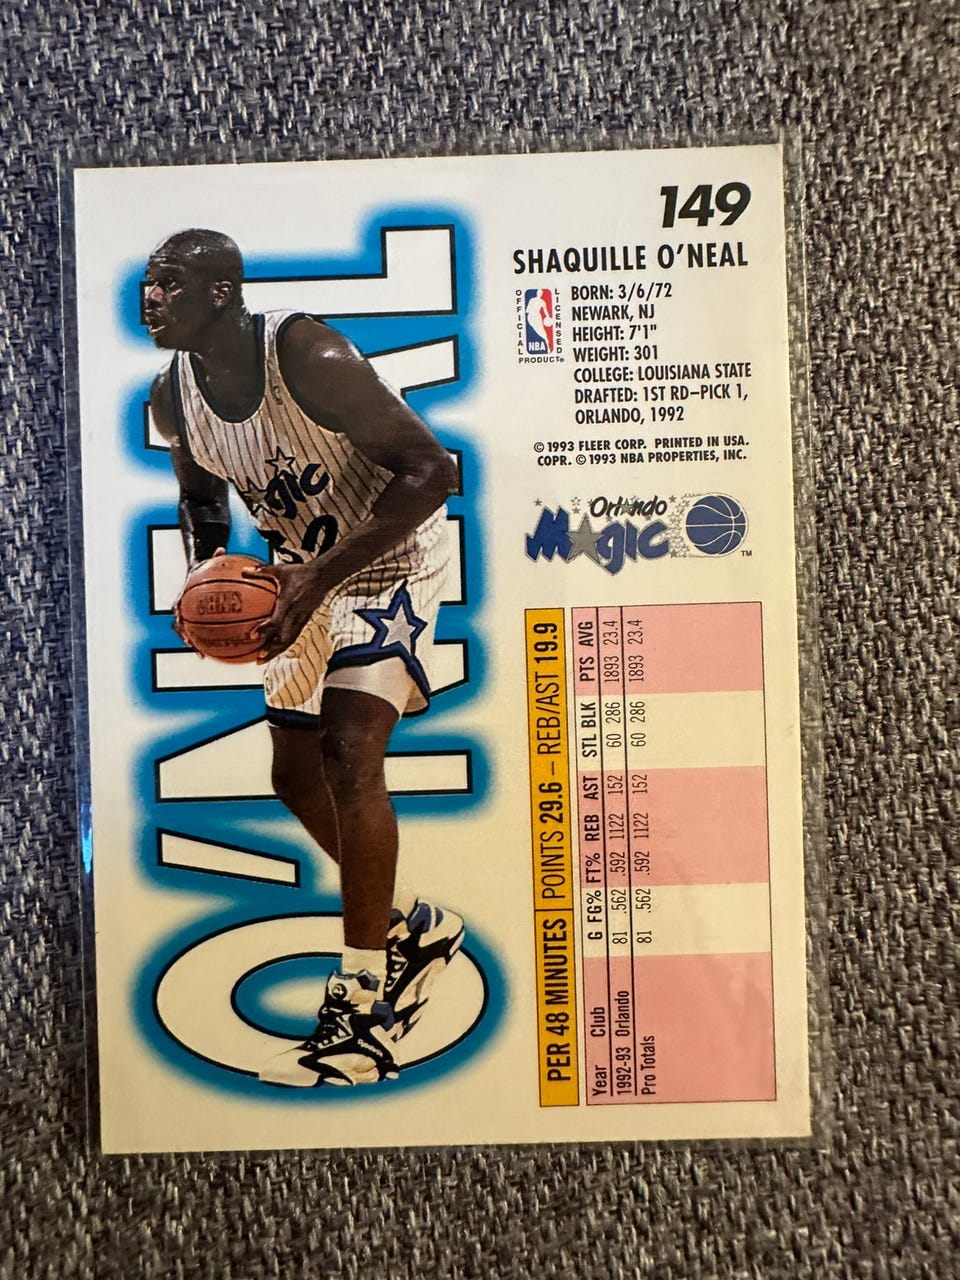 149
SHAQUILLE O'NEAL
OFFICIAL LICENSED
NBA
PRODUCT®
BORN: 3/6/72
NEWARK, NJ
HEIGHT: 7'1"
WEIGHT: 301
COLLEGE: LOUISIANA STATE
DRAFTED: 1ST RD–PICK 1,
ORLANDO, 1992
© 1993 FLEER CORP. PRINTED IN USA.
COPR. © 1993 NBA PROPERTIES, INC.
Orlando
Magic
TM
O'NEAL
Magic
32
PER 48 MINUTES POINTS 29.6 – REB/AST 19.9
Year Club G FG% FT% REB AST STL BLK PTS AVG
1992-93 Orlando 81 .562 .592 1122 152 60 286 1893 23.4
Pro Totals 81 .562 .592 1122 152 60 286 1893 23.4